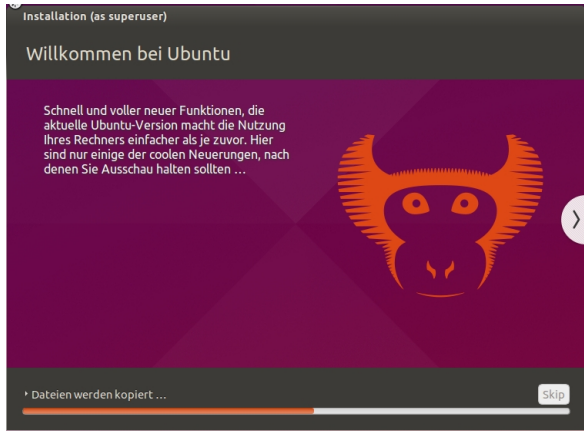 Installation (as superuser)
Willkommen bei Ubuntu
Schnell und voller neuer Funktionen, die
aktuelle Ubuntu-Version macht die Nutzung
Ihres Rechners einfacher als je zuvor. Hier
sind nur einige der coolen Neuerungen, nach
denen Sie Ausschau halten sollten …
Dateien werden kopiert …
Skip